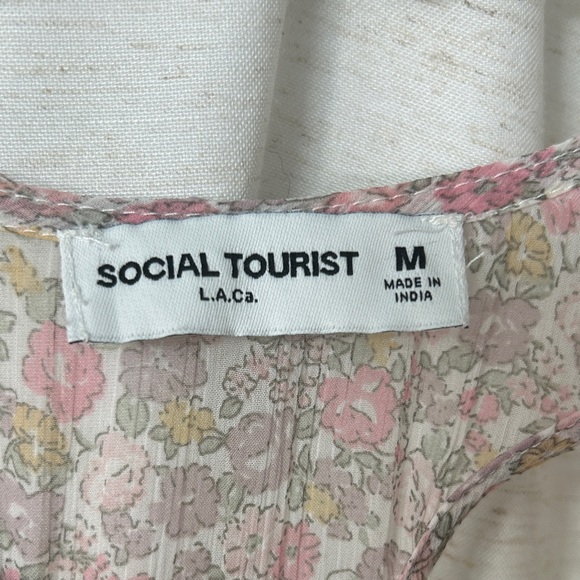 SOCIAL TOURIST
L.A.Ca.
M
MADE IN
INDIA